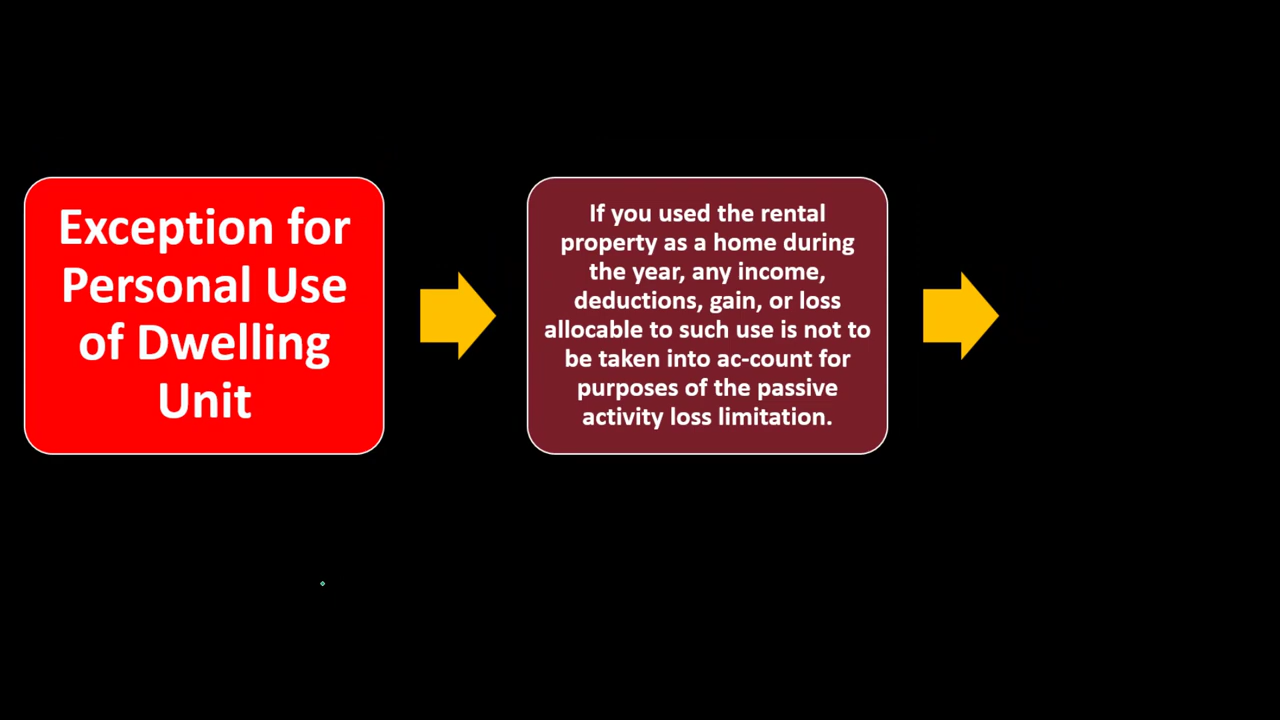 Exception for
Personal Use
of Dwelling
Unit
If you used the rental
property as a home during
the year, any income,
deductions, gain, or loss
allocable to such use is not to
be taken into ac-count for
purposes of the passive
activity loss limitation.